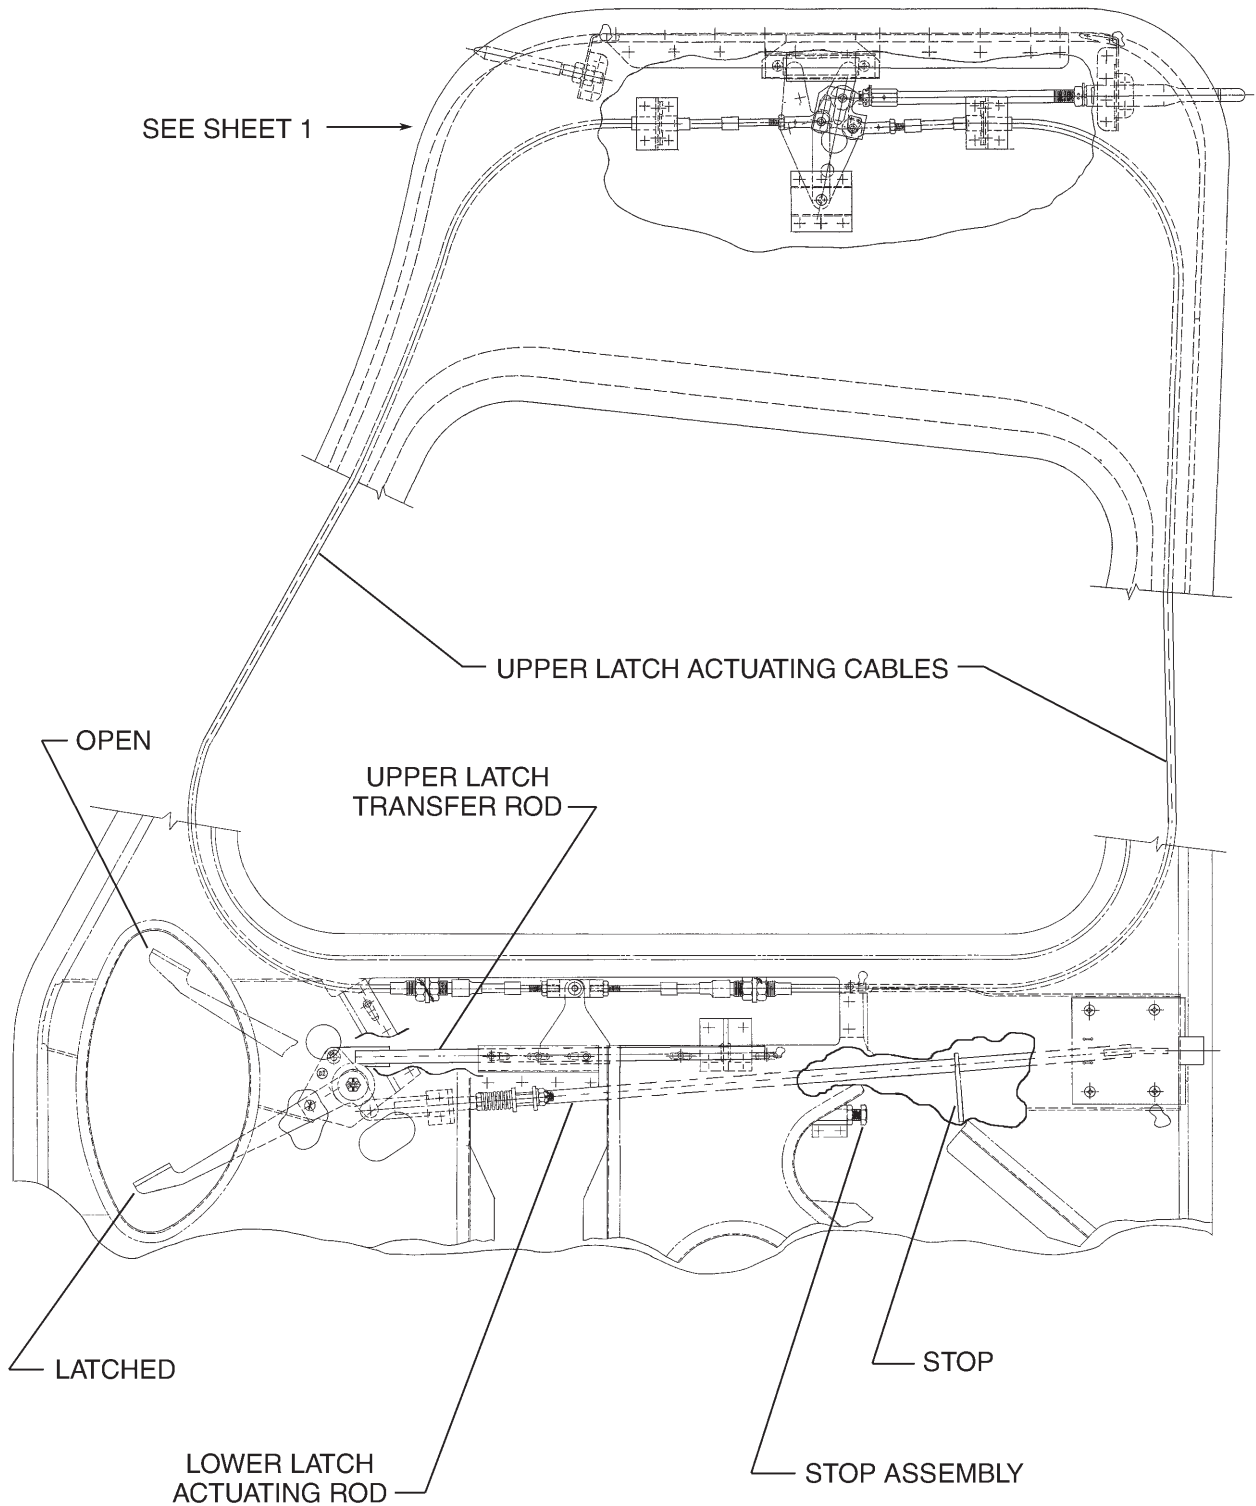 SEE SHEET 1
UPPER LATCH ACTUATING CABLES
OPEN
UPPER LATCH
TRANSFER ROD
STOP
LATCHED
LOWER LATCH
ACTUATING ROD
STOP ASSEMBLY